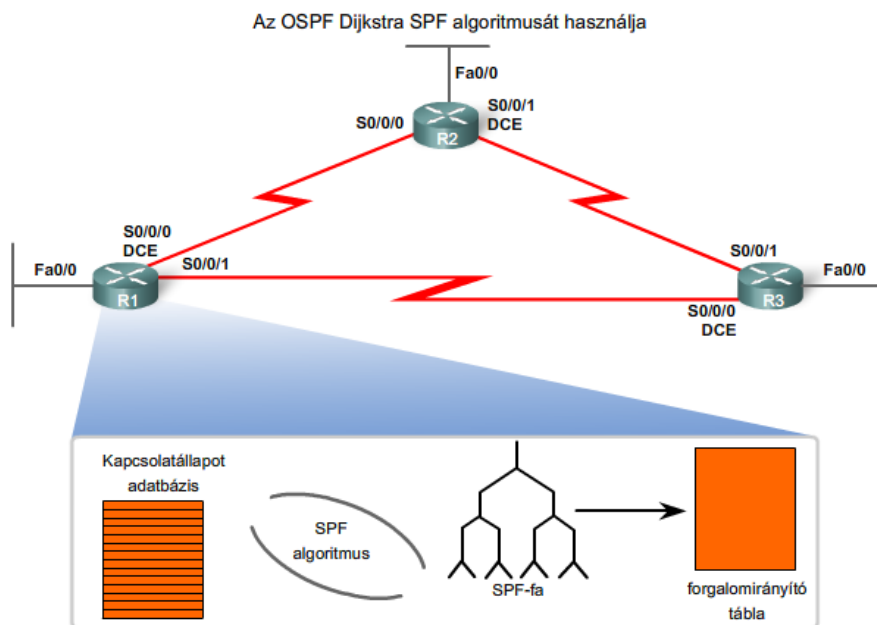 Az OSPF Dijkstra SPF algoritmusát használja
Fa0/0
S0/0/0
S0/0/1
DCE
R2
S0/0/0
DCE
S0/0/1
Fa0/0
R1
S0/0/1
Fa0/0
R3
S0/0/0
DCE
Kapcsolatállapot
adatbázis
SPF
algoritmus
SPF-fa
forgalomirányító
tábla